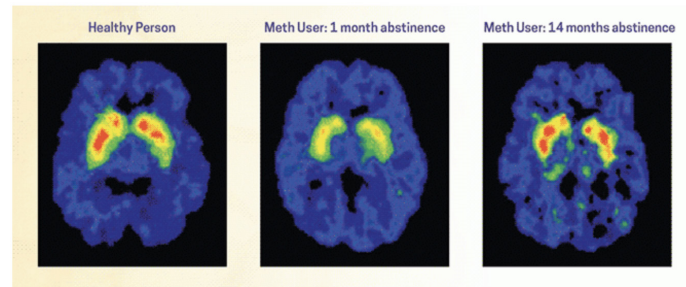 Healthy Person
Meth User: 1 month abstinence
Meth User: 14 months abstinence